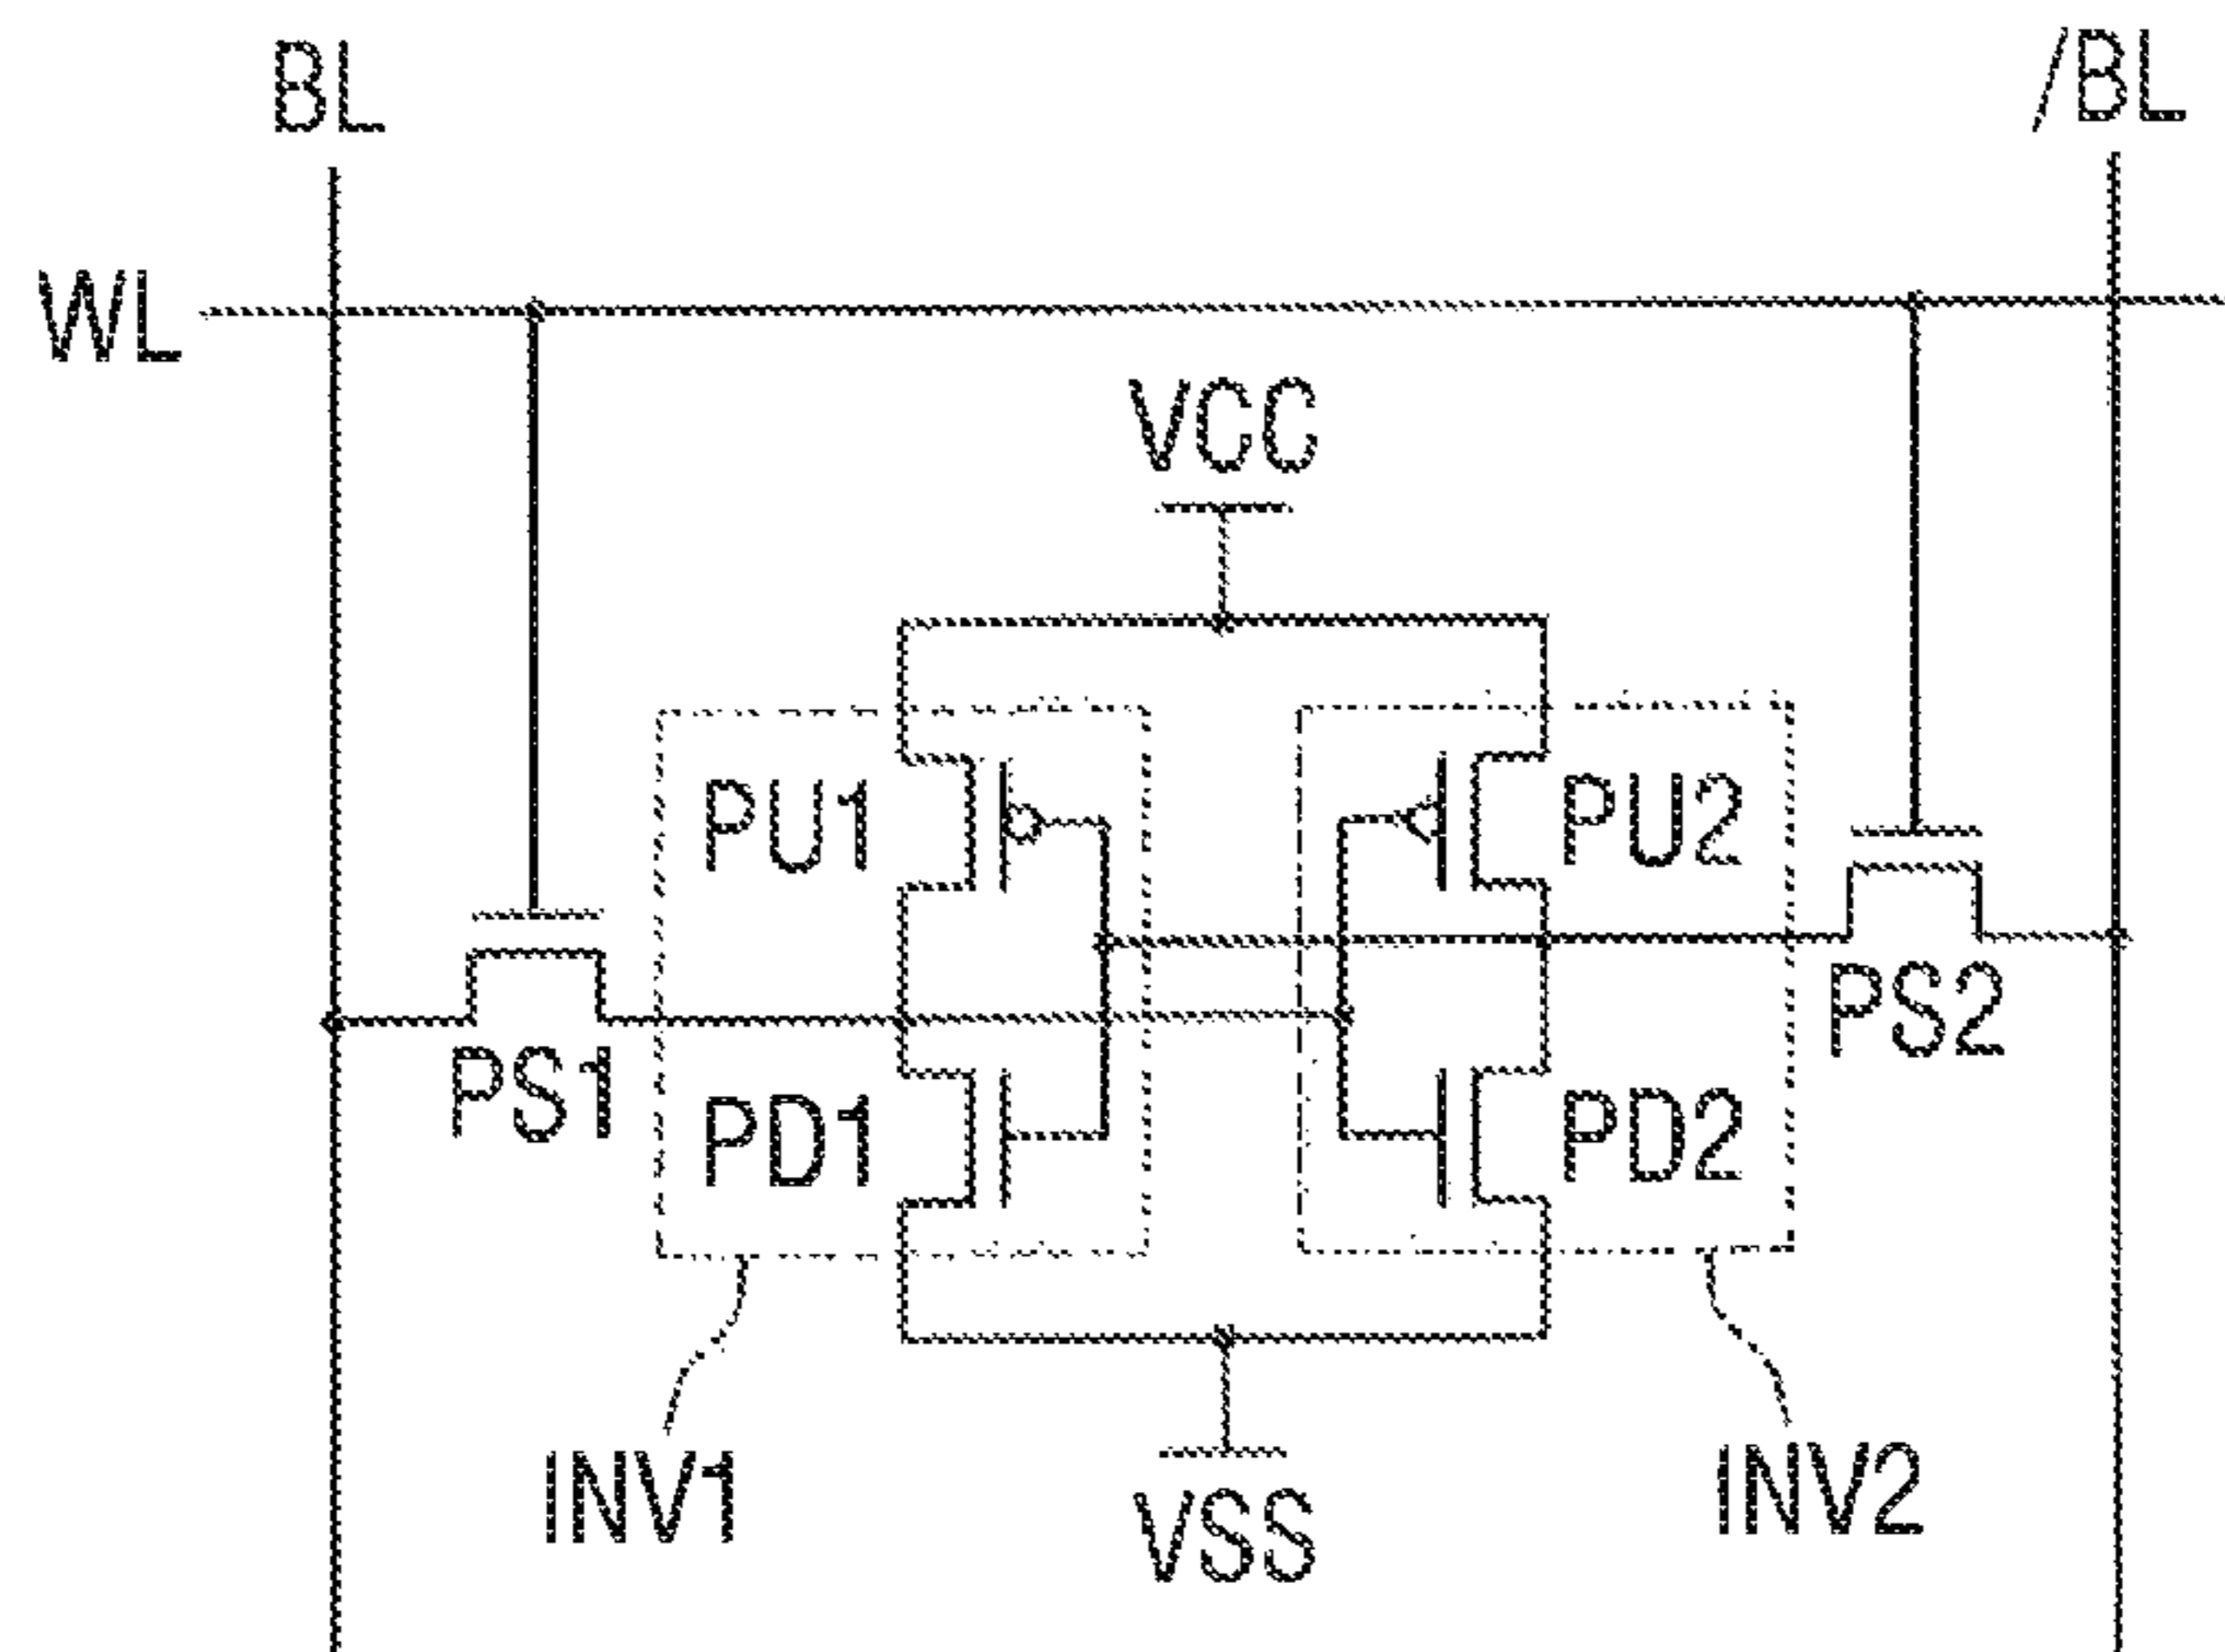 BL
/BL
WL
VCC
PU1
PU2
PS1
PS2
PD1
PD2
INV1
INV2
VSS